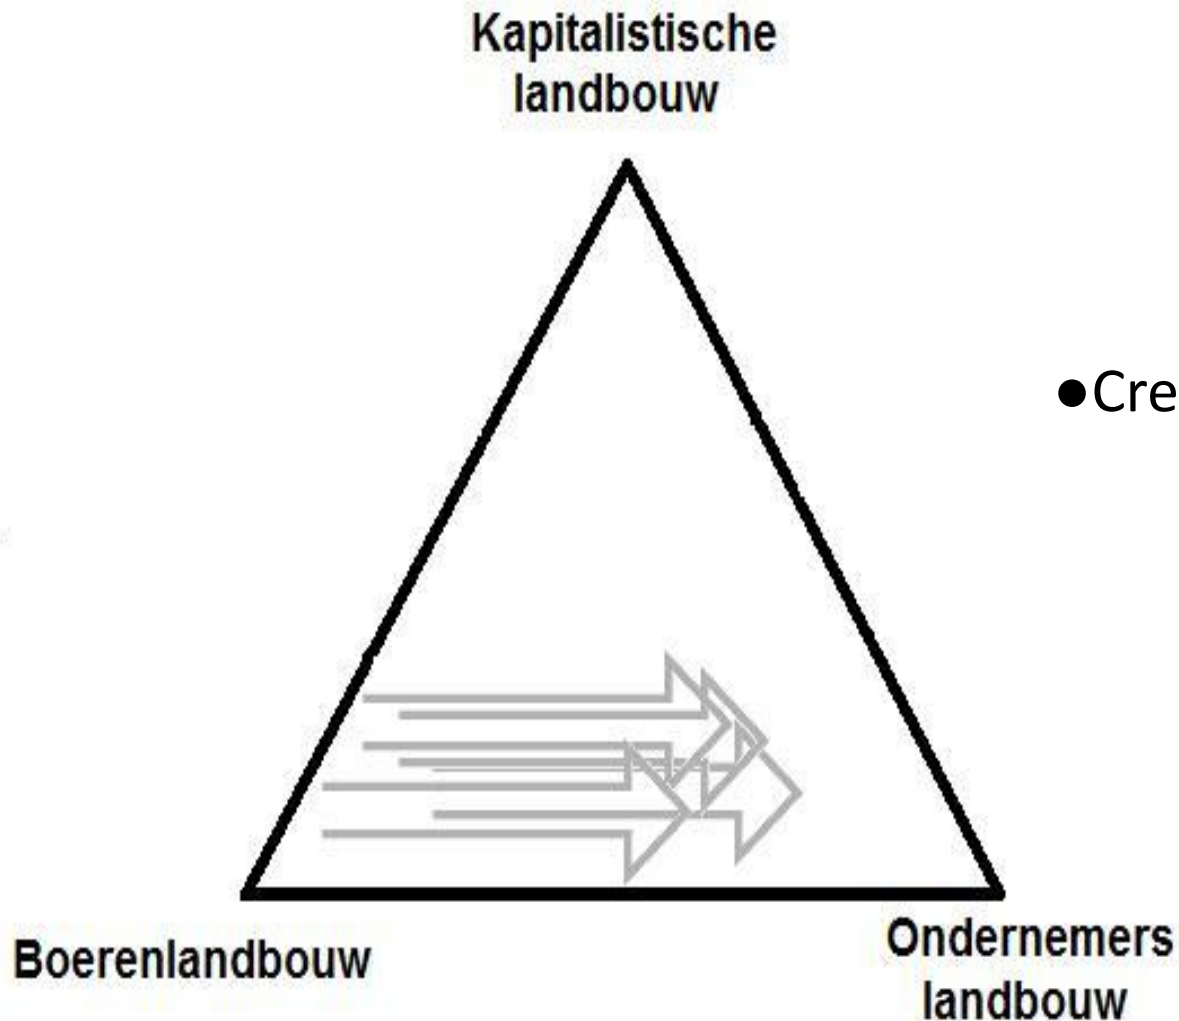 Kapitalistische
landbouw
●Cre
Boerenlandbouw
Ondernemers
landbouw